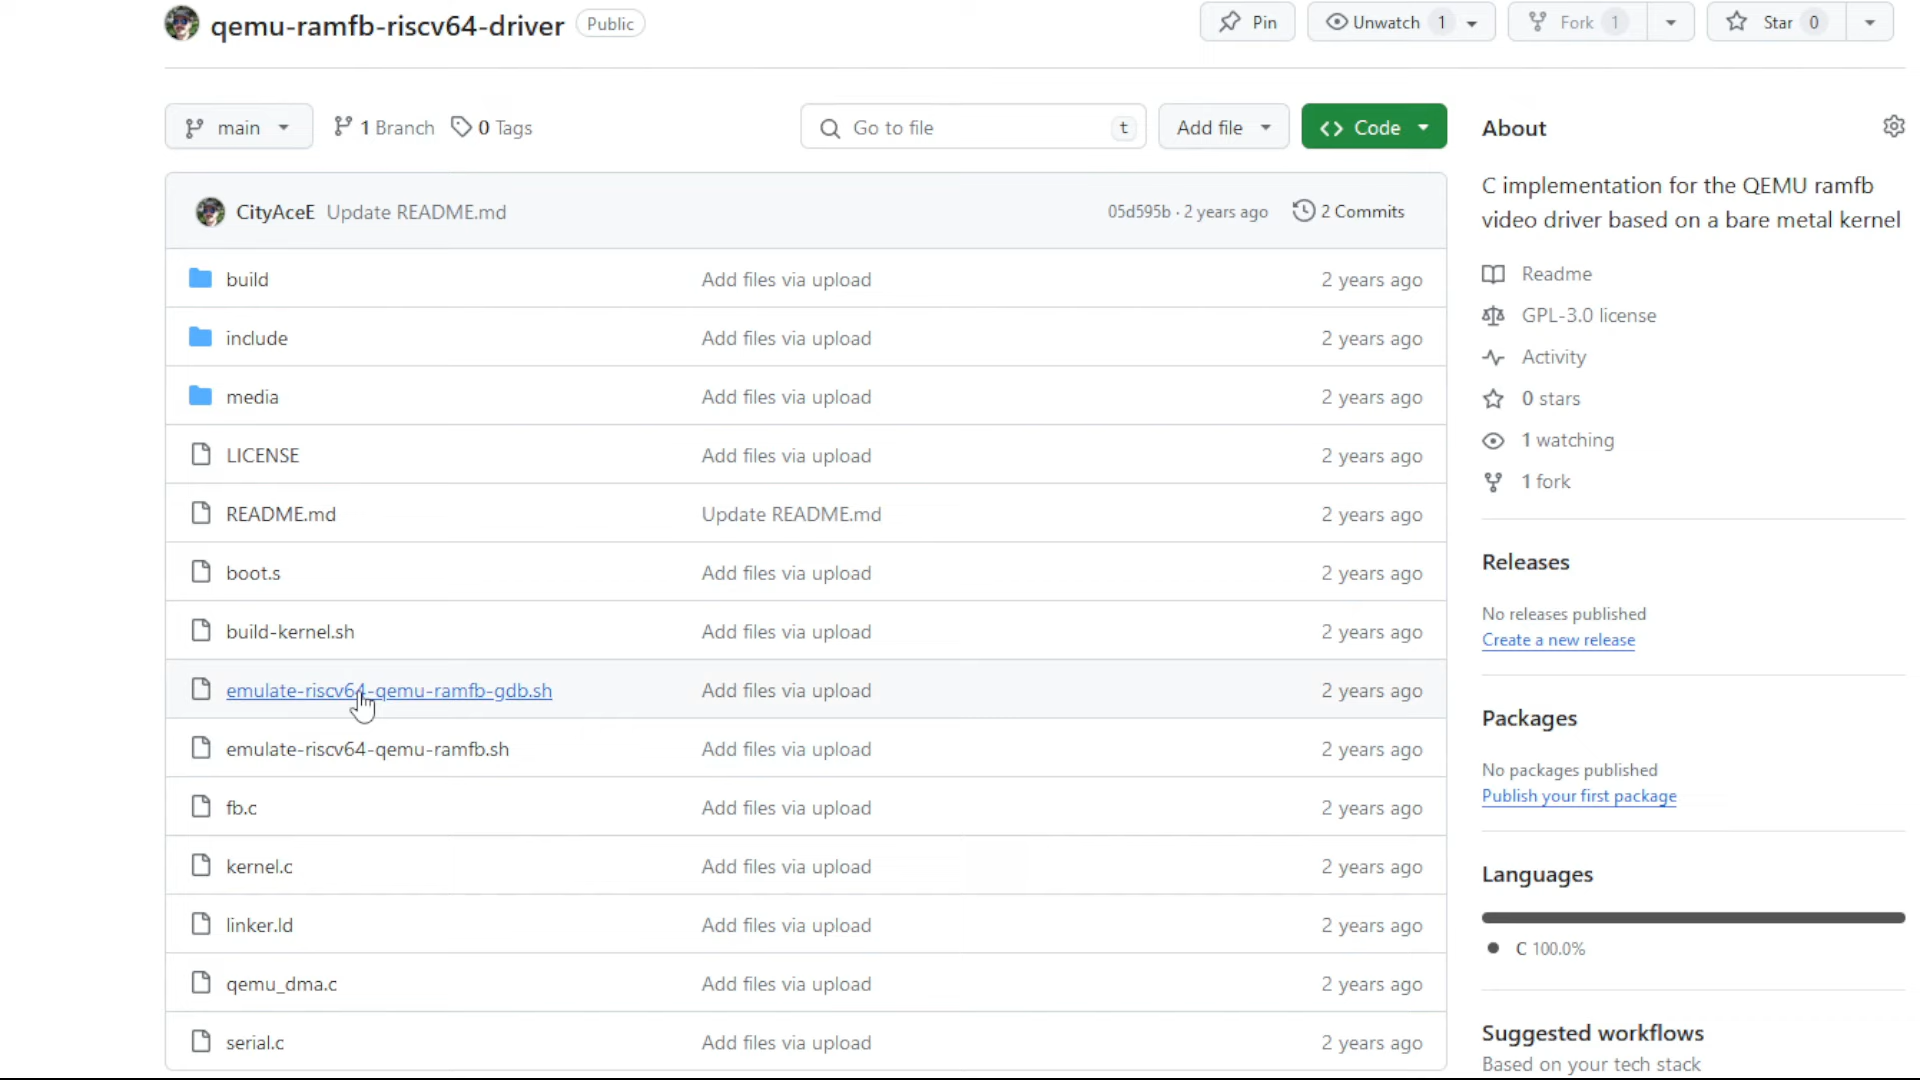 qemu-ramfb-riscv64-driver Public Pin Unwatch 1 Fork 1 Star 0
main 1 Branch 0 Tags Go to file t Add file Code
CityAceE Update README.md 05d595b · 2 years ago 2 Commits
build Add files via upload 2 years ago
include Add files via upload 2 years ago
media Add files via upload 2 years ago
LICENSE Add files via upload 2 years ago
README.md Update README.md 2 years ago
boot.s Add files via upload 2 years ago
build-kernel.sh Add files via upload 2 years ago
emulate-riscv64-qemu-ramfb-gdb.sh Add files via upload 2 years ago
emulate-riscv64-qemu-ramfb.sh Add files via upload 2 years ago
fb.c Add files via upload 2 years ago
kernel.c Add files via upload 2 years ago
linker.ld Add files via upload 2 years ago
qemu_dma.c Add files via upload 2 years ago
serial.c Add files via upload 2 years ago
About
C implementation for the QEMU ramfb
video driver based on a bare metal kernel
Readme
GPL-3.0 license
Activity
0 stars
1 watching
1 fork
Releases
No releases published
Create a new release
Packages
No packages published
Publish your first package
Languages
C 100.0%
Suggested workflows
Based on your tech stack